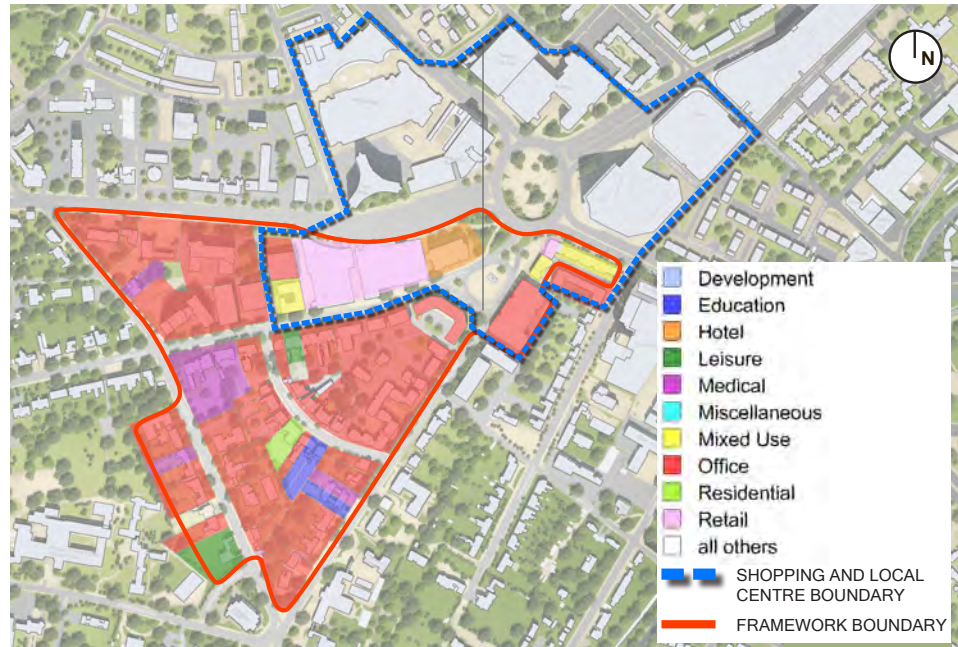 N
Development
Education
Hotel
Leisure
Medical
Miscellaneous
Mixed Use
Office
Residential
Retail
all others
SHOPPING AND LOCAL
CENTRE BOUNDARY
FRAMEWORK BOUNDARY